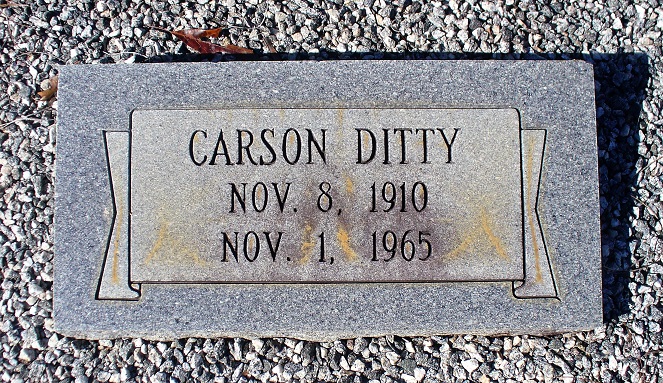 CARSON DITTY
NOV. 8, 1910
NOV. 1, 1965